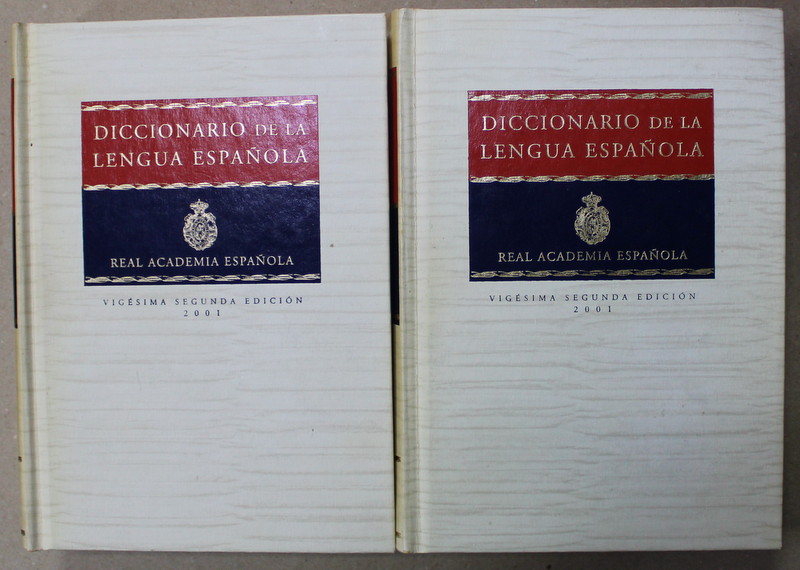 DICCIONARIO DE LA
LENGUA ESPAÑOLA
REAL ACADEMIA ESPAÑOLA
VIGÉSIMA SEGUNDA EDICIÓN
2001
DICCIONARIO DE LA
LENGUA ESPAÑOLA
REAL ACADEMIA ESPAÑOLA
VIGÉSIMA SEGUNDA EDICIÓN
2001